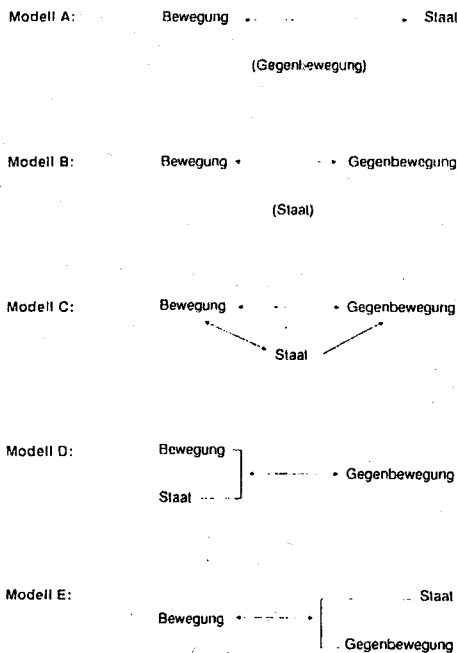 Modell A: Bewegung Staat
(Gegenbewegung)
Modell B: Bewegung Gegenbewegung
(Staat)
Modell C: Bewegung Gegenbewegung
Staat
Modell D: Bewegung
Gegenbewegung
Staat
Modell E: Staat
Bewegung
Gegenbewegung